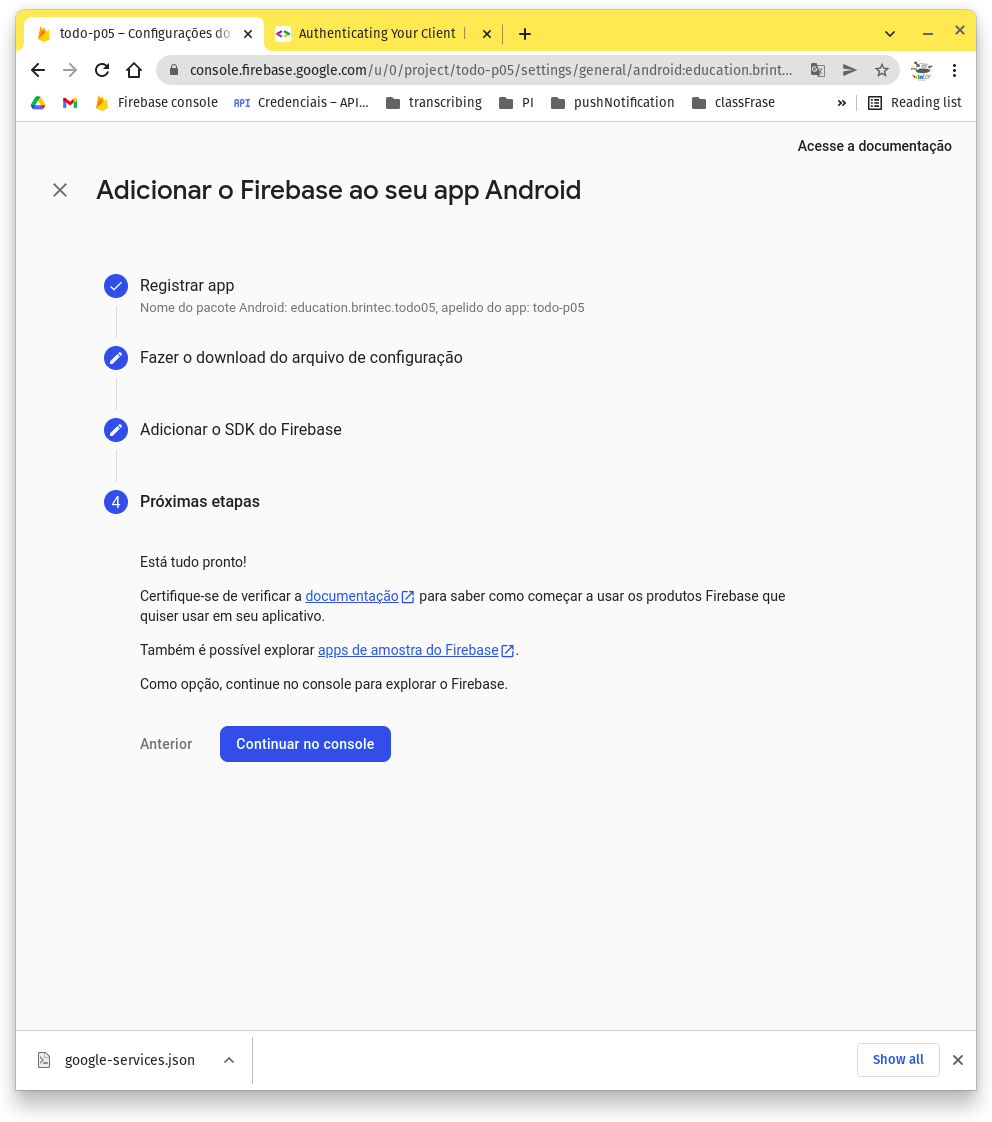 todo-p05 – Configurações do
Authenticating Your Client
console.firebase.google.com/u/0/project/todo-p05/settings/general/android:education.brint...
Firebase console
API
Credenciais – API...
transcribing
PI
pushNotification
classFrase
»
Reading list
Acesse a documentação
Adicionar o Firebase ao seu app Android
Registrar app
Nome do pacote Android: education.brintec.todo05, apelido do app: todo-p05
Fazer o download do arquivo de configuração
Adicionar o SDK do Firebase
4 Próximas etapas
Está tudo pronto!
Certifique-se de verificar a documentação para saber como começar a usar os produtos Firebase que
quiser usar em seu aplicativo.
Também é possível explorar apps de amostra do Firebase.
Como opção, continue no console para explorar o Firebase.
Anterior
Continuar no console
google-services.json
Show all